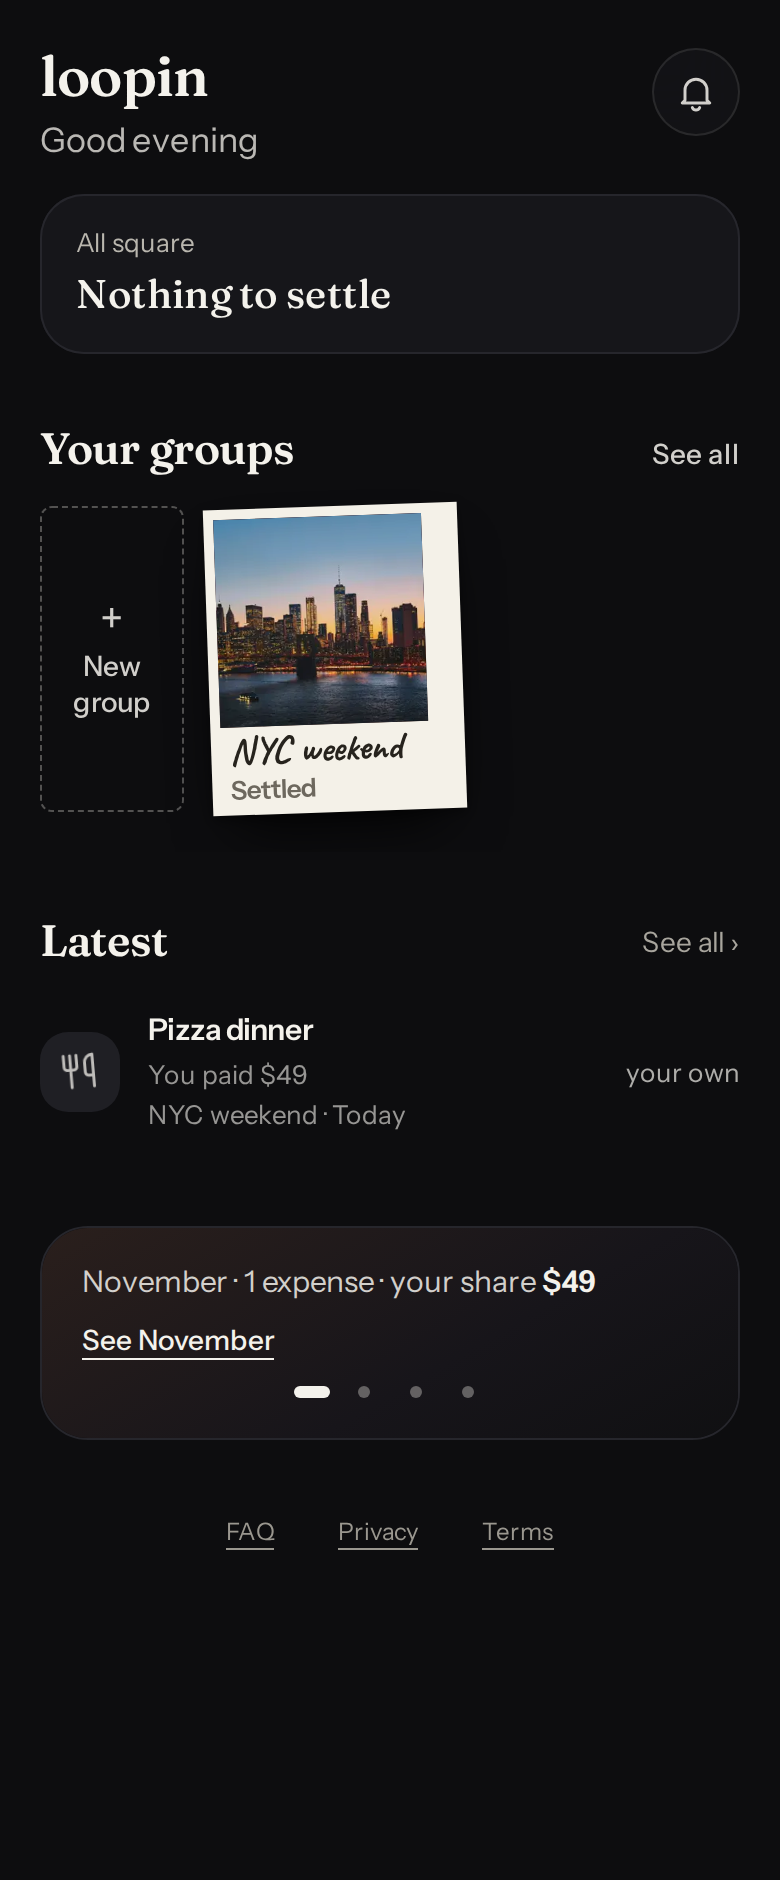 loopin
Good evening
All square
Nothing to settle
Your groups
See all
+
New
group
NYC weekend
Settled
Latest
See all ›
Pizza dinner
You paid $49
your own
NYC weekend · Today
November · 1 expense · your share $49
See November
FAQ
Privacy
Terms